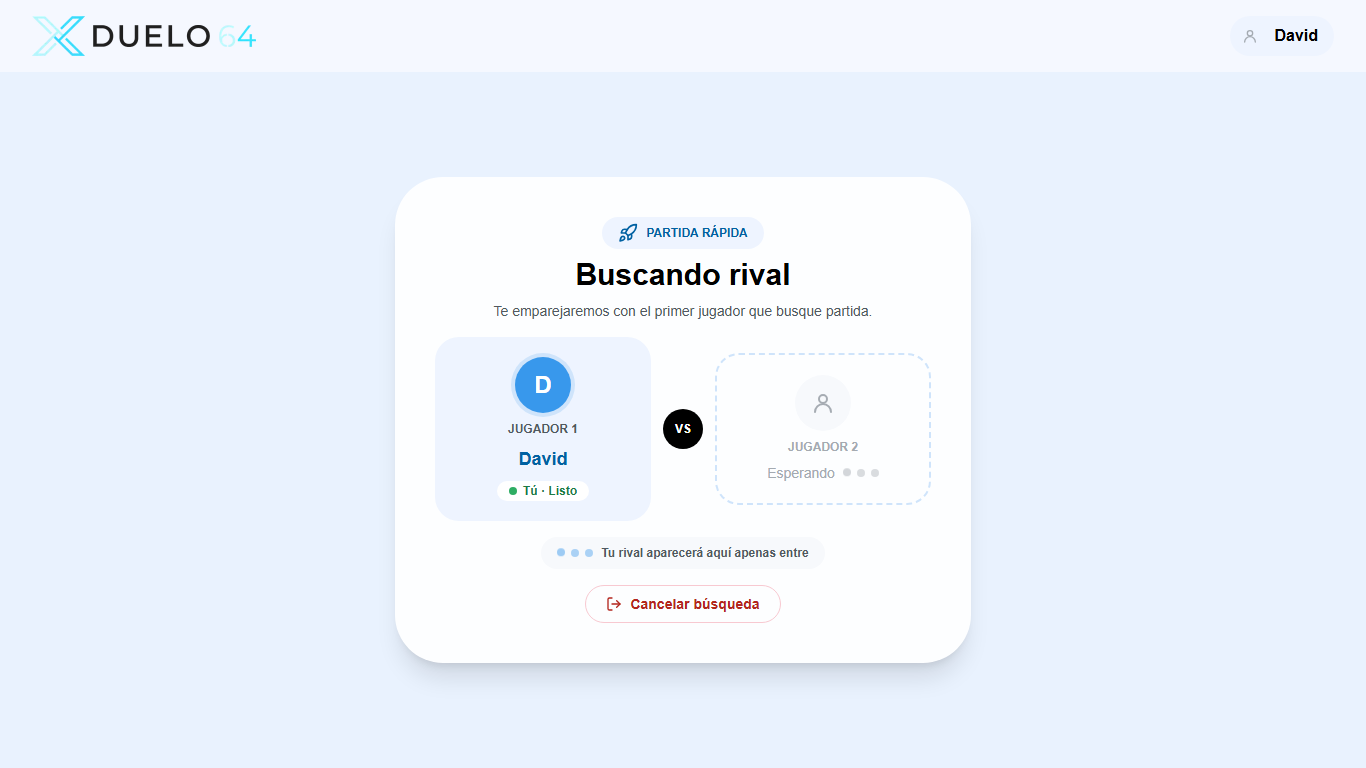 DUELO 64
David
PARTIDA RÁPIDA
Buscando rival
Te emparejaremos con el primer jugador que busque partida.
D
JUGADOR 1
David
Tú · Listo
VS
JUGADOR 2
Esperando
Tu rival aparecerá aquí apenas entre
Cancelar búsqueda